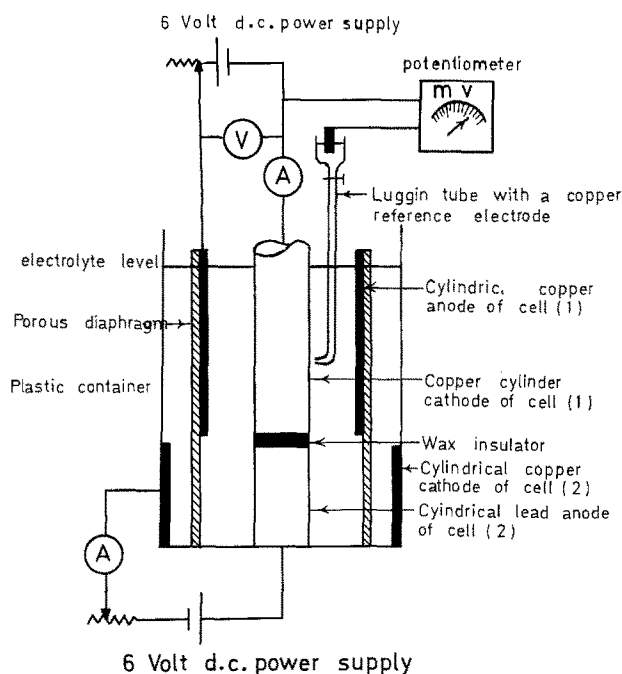 6 Volt d.c. power supply
potentiometer
m v
V
A
Luggin tube with a copper
reference electrode
electrolyte level
Cylindric. copper
anode of cell (1)
Porous diaphragm
Plastic container
Copper cylinder
cathode of cell (1)
Wax insulator
Cylindrical copper
cathode of cell (2)
Cyindrical lead anode
of cell (2)
A
6 Volt d.c. power supply